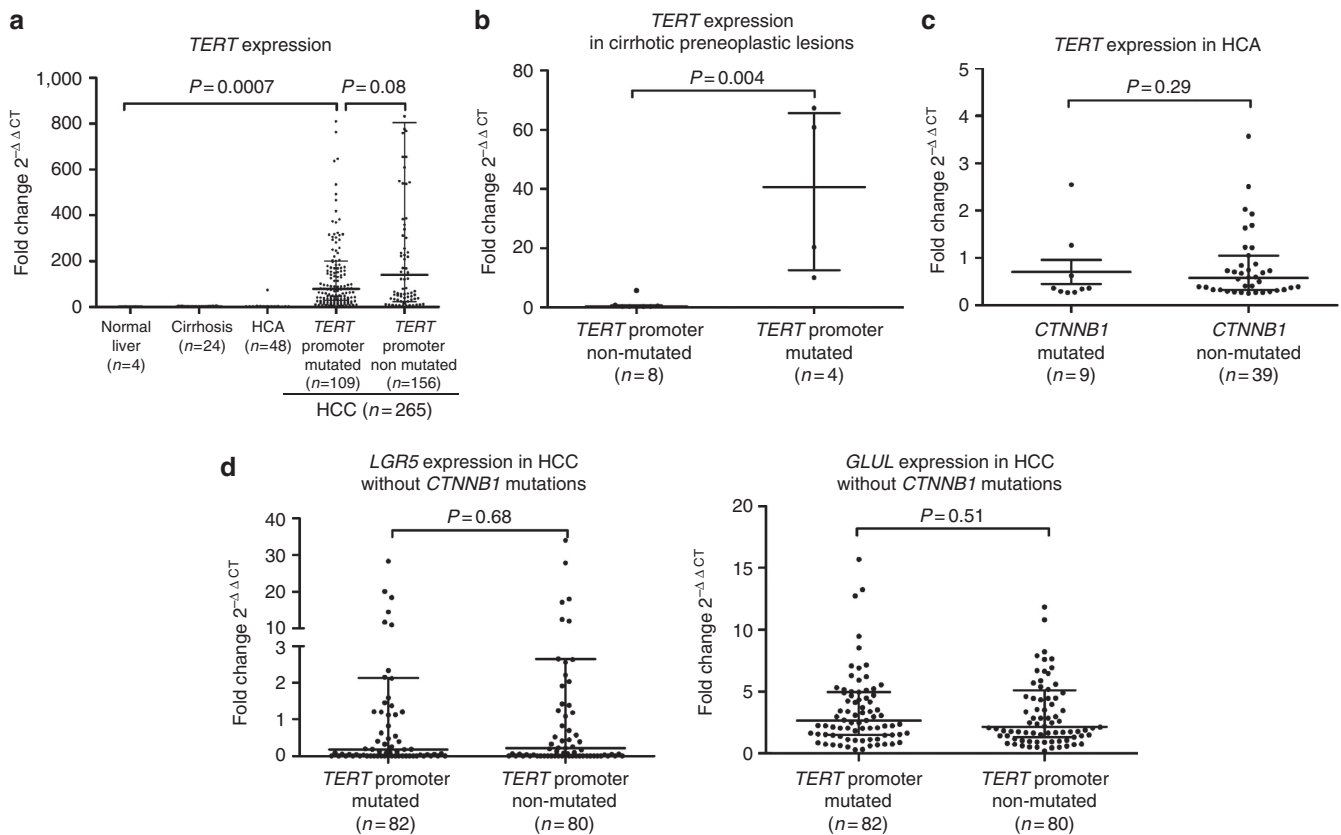 a
TERT expression
P = 0.0007
P = 0.08
Fold change 2−Δ Δ CT
1,000
800
600
400
200
0
Normal
liver
(n=4)
Cirrhosis
(n=24)
HCA
(n=48)
TERT
promoter
mutated
(n=109)
TERT
promoter
non mutated
(n=156)
HCC (n=265)
b
TERT expression
in cirrhotic preneoplastic lesions
P = 0.004
Fold change 2−Δ Δ CT
80
60
40
20
0
TERT promoter
non-mutated
(n=8)
TERT promoter
mutated
(n=4)
c
TERT expression in HCA
P = 0.29
Fold change 2−Δ Δ CT
5
4
3
2
1
0
CTNNB1
mutated
(n=9)
CTNNB1
non-mutated
(n=39)
d
LGR5 expression in HCC
without CTNNB1 mutations
P = 0.68
Fold change 2−Δ Δ CT
40
30
20
10
3
2
1
0
TERT promoter
mutated
(n=82)
TERT promoter
non-mutated
(n=80)
GLUL expression in HCC
without CTNNB1 mutations
P = 0.51
Fold change 2−Δ Δ CT
20
15
10
5
0
TERT promoter
mutated
(n=82)
TERT promoter
non-mutated
(n=80)